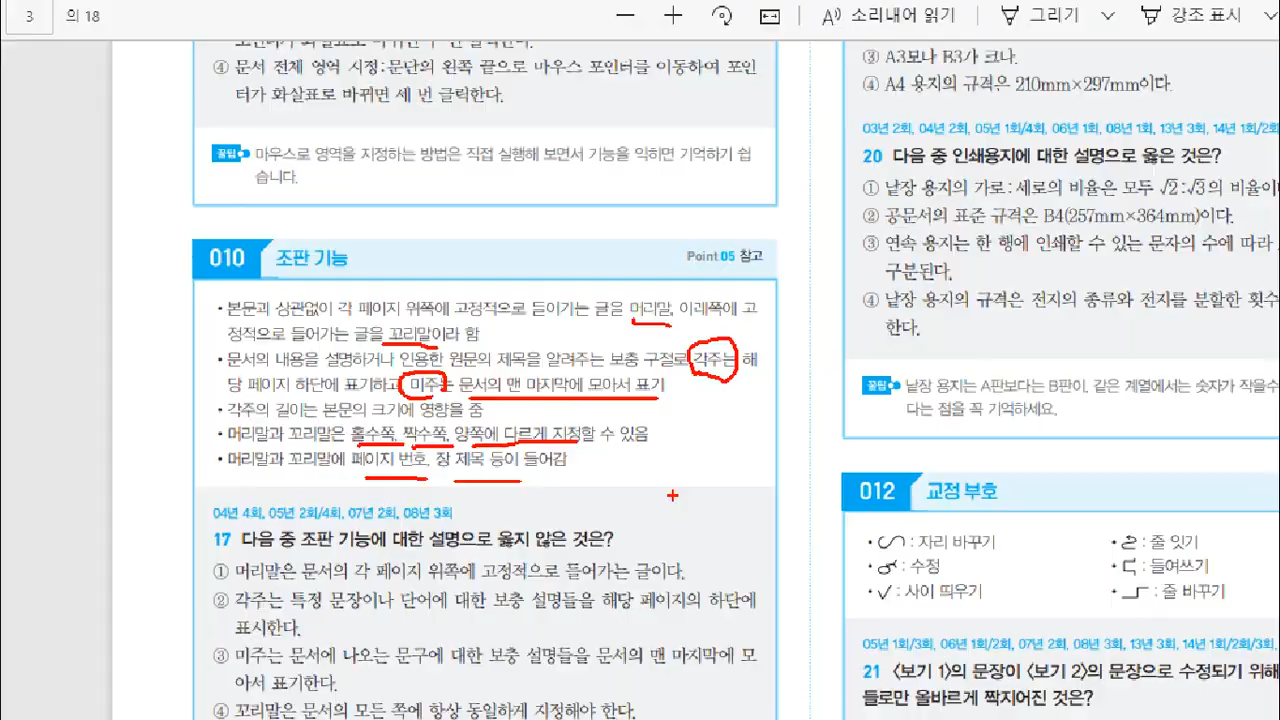 3 의 18
소리내어 읽기
그리기
강조 표시
④ 문서 전체 영역 지정 : 문단의 왼쪽 끝으로 마우스 포인터를 이동하여 포인
터가 화살표로 바뀌면 세 번 클릭한다.
꿀팁 마우스로 영역을 지정하는 방법은 직접 실행해 보면서 기능을 익히면 기억하기 쉽
습니다.
010 조판 기능 Point 05 참고
• 본문과 상관없이 각 페이지 위쪽에 고정적으로 들어가는 글을 머리말, 아래쪽에 고
정적으로 들어가는 글을 꼬리말이라 함
• 문서의 내용을 설명하거나 인용한 원문의 제목을 알려주는 보충 구절로 각주는 해
당 페이지 하단에 표기하고, 미주는 문서의 맨 마지막에 모아서 표기
• 각주의 길이는 본문의 크기에 영향을 줌
• 머리말과 꼬리말은 홀수쪽, 짝수쪽, 양쪽에 다르게 지정할 수 있음
• 머리말과 꼬리말에 페이지 번호, 장 제목 등이 들어감
04년 4회, 05년 2회/4회, 07년 2회, 08년 3회
17 다음 중 조판 기능에 대한 설명으로 옳지 않은 것은?
① 머리말은 문서의 각 페이지 위쪽에 고정적으로 들어가는 글이다.
② 각주는 특정 문장이나 단어에 대한 보충 설명들을 해당 페이지의 하단에
표시한다.
③ 미주는 문서에 나오는 문구에 대한 보충 설명들을 문서의 맨 마지막에 모
아서 표기한다.
④ 꼬리말은 문서의 모든 쪽에 항상 동일하게 지정해야 한다.
③ A3보다 B3가 크다.
④ A4 용지의 규격은 210mm×297mm이다.
03년 2회, 04년 2회, 05년 1회/4회, 06년 1회, 08년 1회, 13년 3회, 14년 1회/2회
20 다음 중 인쇄용지에 대한 설명으로 옳은 것은?
① 낱장 용지의 가로 : 세로의 비율은 모두 √2 : √3의 비율이
② 공문서의 표준 규격은 B4(257mm×364mm)이다.
③ 연속 용지는 한 행에 인쇄할 수 있는 문자의 수에 따라
구분된다.
④ 낱장 용지의 규격은 전지의 종류와 전지를 분할한 횟수
한다.
꿀팁 낱장 용지는 A판보다는 B판이, 같은 계열에서는 숫자가 작을수
다는 점을 꼭 기억하세요.
012 교정 부호
• : 자리 바꾸기 • : 줄 잇기
• : 수정 • : 들여쓰기
• : 사이 띄우기 • : 줄 바꾸기
05년 1회/3회, 06년 1회/2회, 07년 2회, 08년 3회, 13년 3회, 14년 1회/2회/3회,
21 〈보기 1〉의 문장이 〈보기 2〉의 문장으로 수정되기 위해
들로만 올바르게 짝지어진 것은?